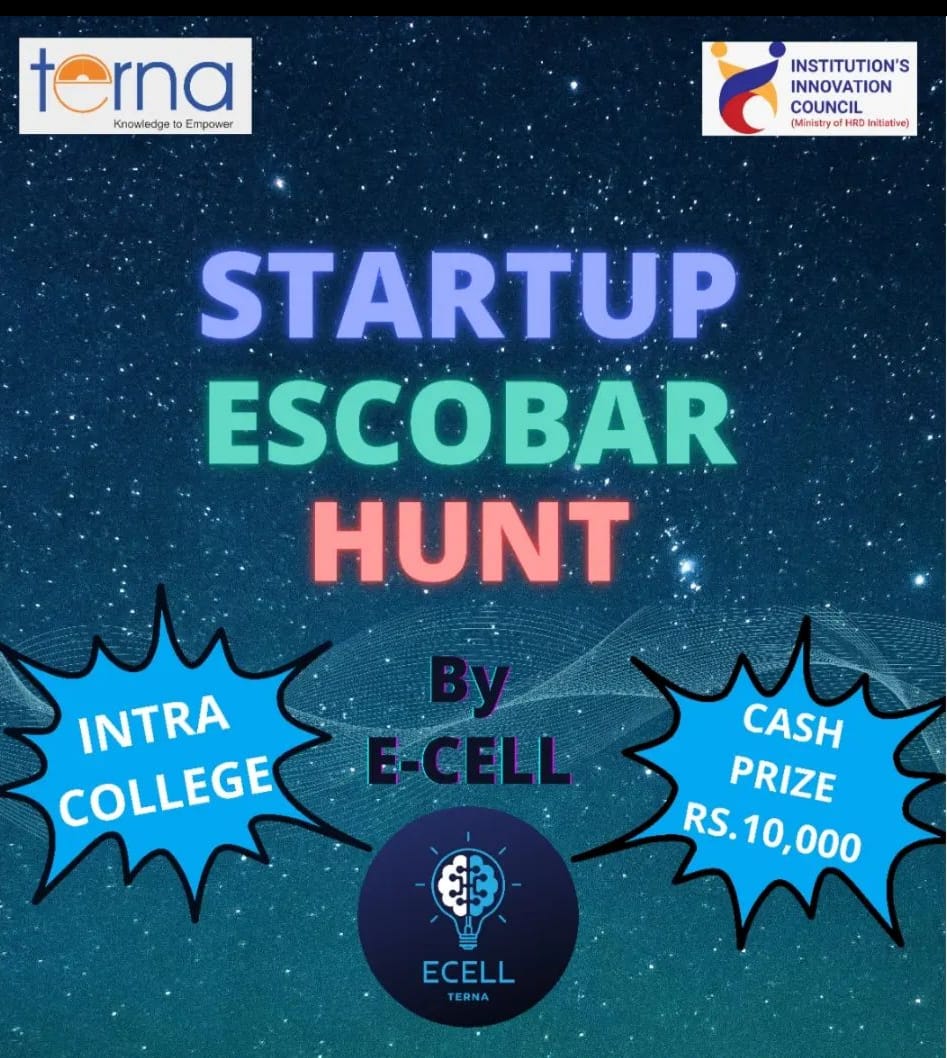 terna
Knowledge to Empower
INSTITUTION'S
INNOVATION
COUNCIL
(Ministry of HRD Initiative)
STARTUP
ESCOBAR
HUNT
By
E-CELL
INTRA
COLLEGE
CASH
PRIZE
RS.10,000
ECELL
TERNA